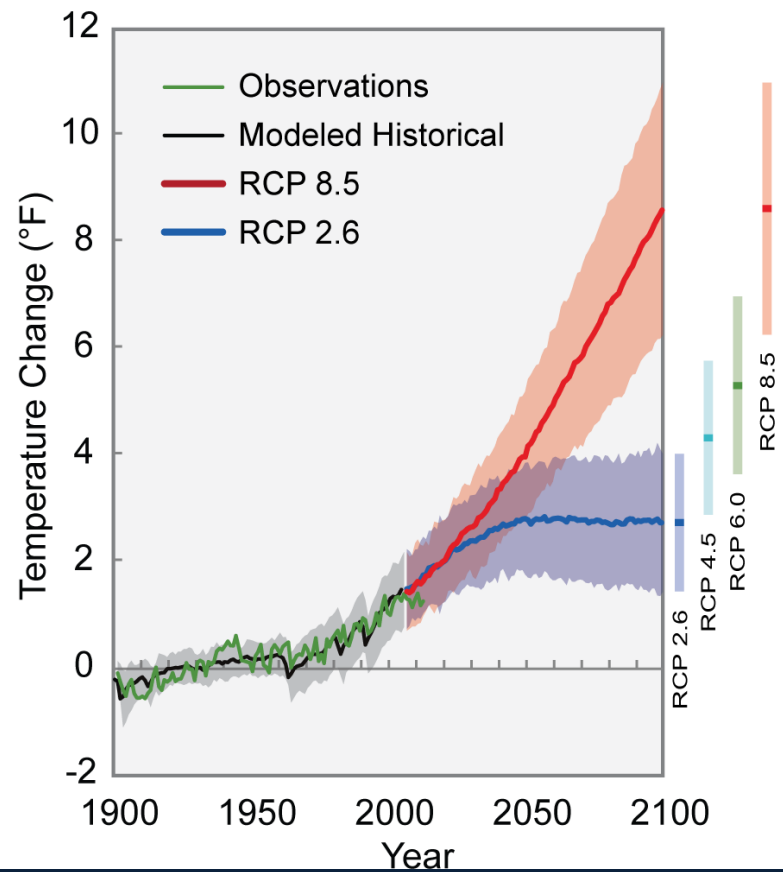 12
10
8
6
4
2
0
-2
Temperature Change (°F)
Observations
Modeled Historical
RCP 8.5
RCP 2.6
1900 1950 2000 2050 2100
Year
RCP 2.6
RCP 4.5
RCP 6.0
RCP 8.5